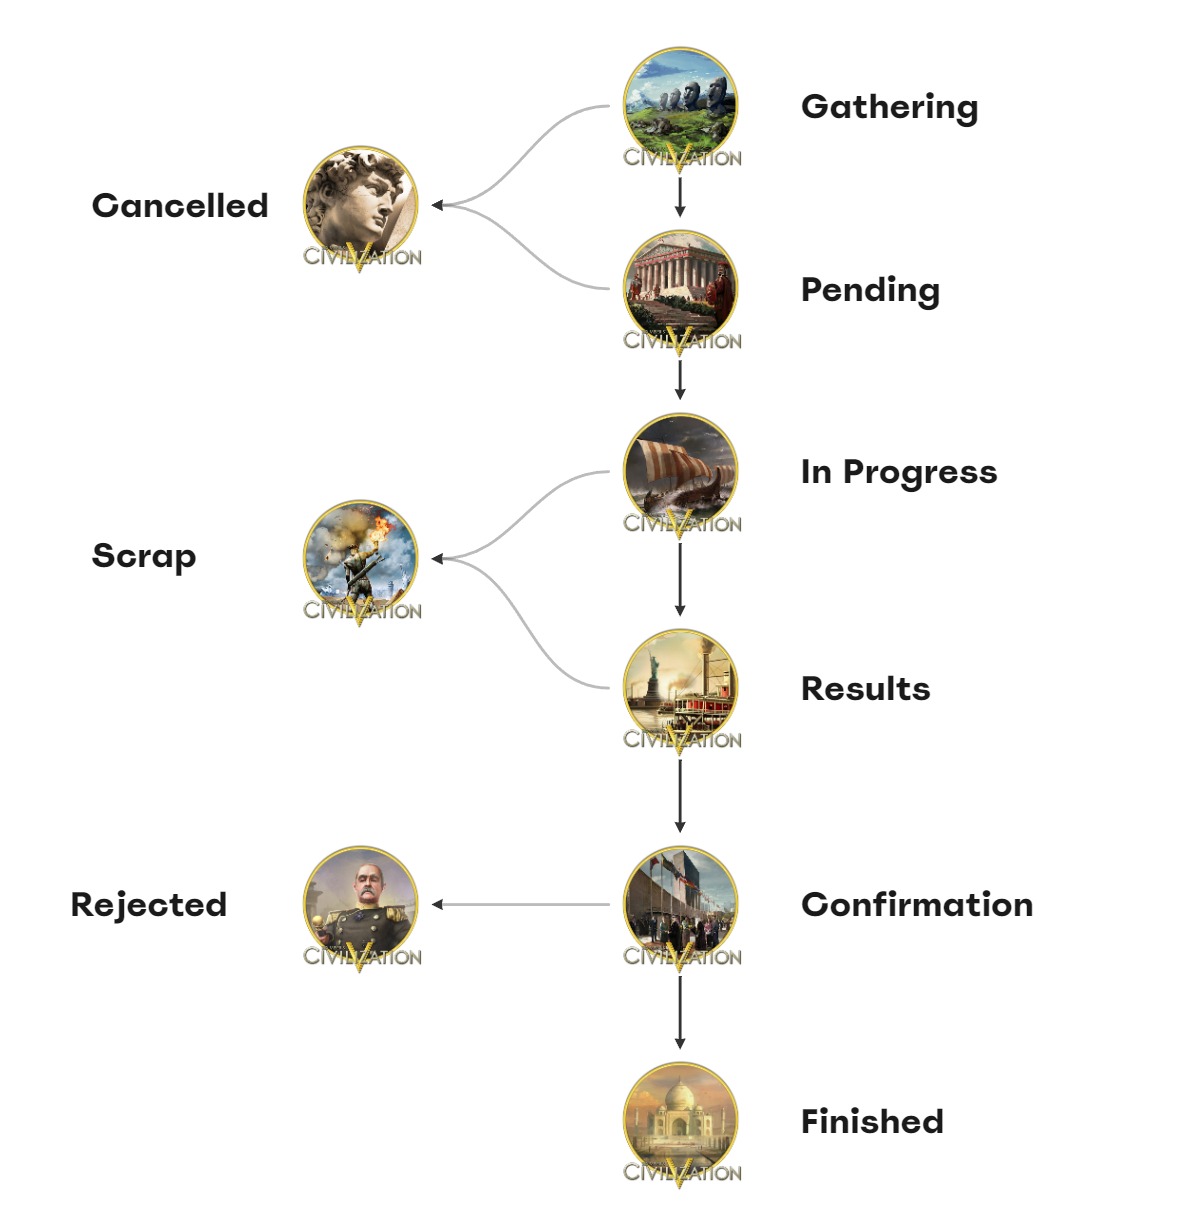 Gathering
CIVILIZATION
V
Cancelled
CIVILIZATION
V
Pending
CIVILIZATION
V
In Progress
CIVILIZATION
V
Scrap
CIVILIZATION
V
Results
CIVILIZATION
V
Rejected
CIVILIZATION
V
Confirmation
CIVILIZATION
V
Finished
CIVILIZATION
V